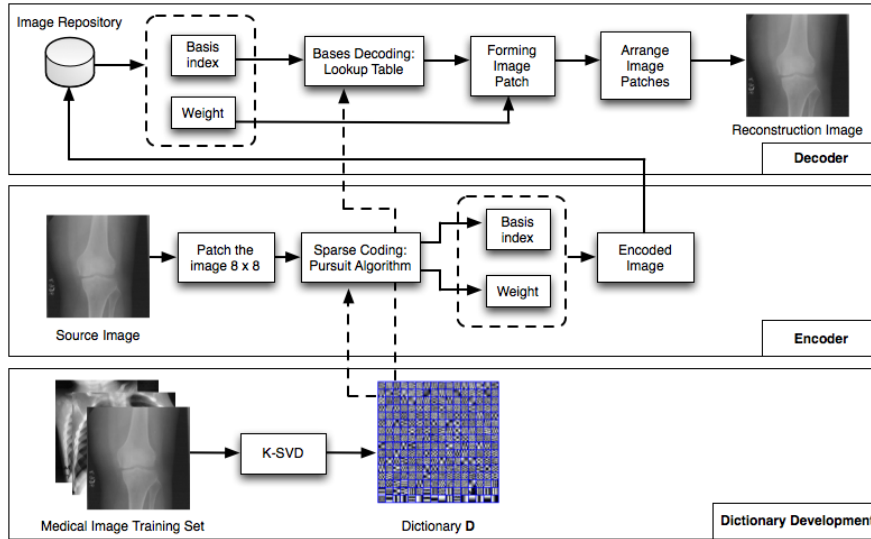 Image Repository
Basis
index
Weight
Bases Decoding:
Lookup Table
Forming
Image
Patch
Arrange
Image
Patches
Reconstruction Image
Decoder
Source Image
Patch the
image 8 x 8
Sparse Coding:
Pursuit Algorithm
Basis
index
Weight
Encoded
Image
Encoder
Medical Image Training Set
K-SVD
Dictionary D
Dictionary Development